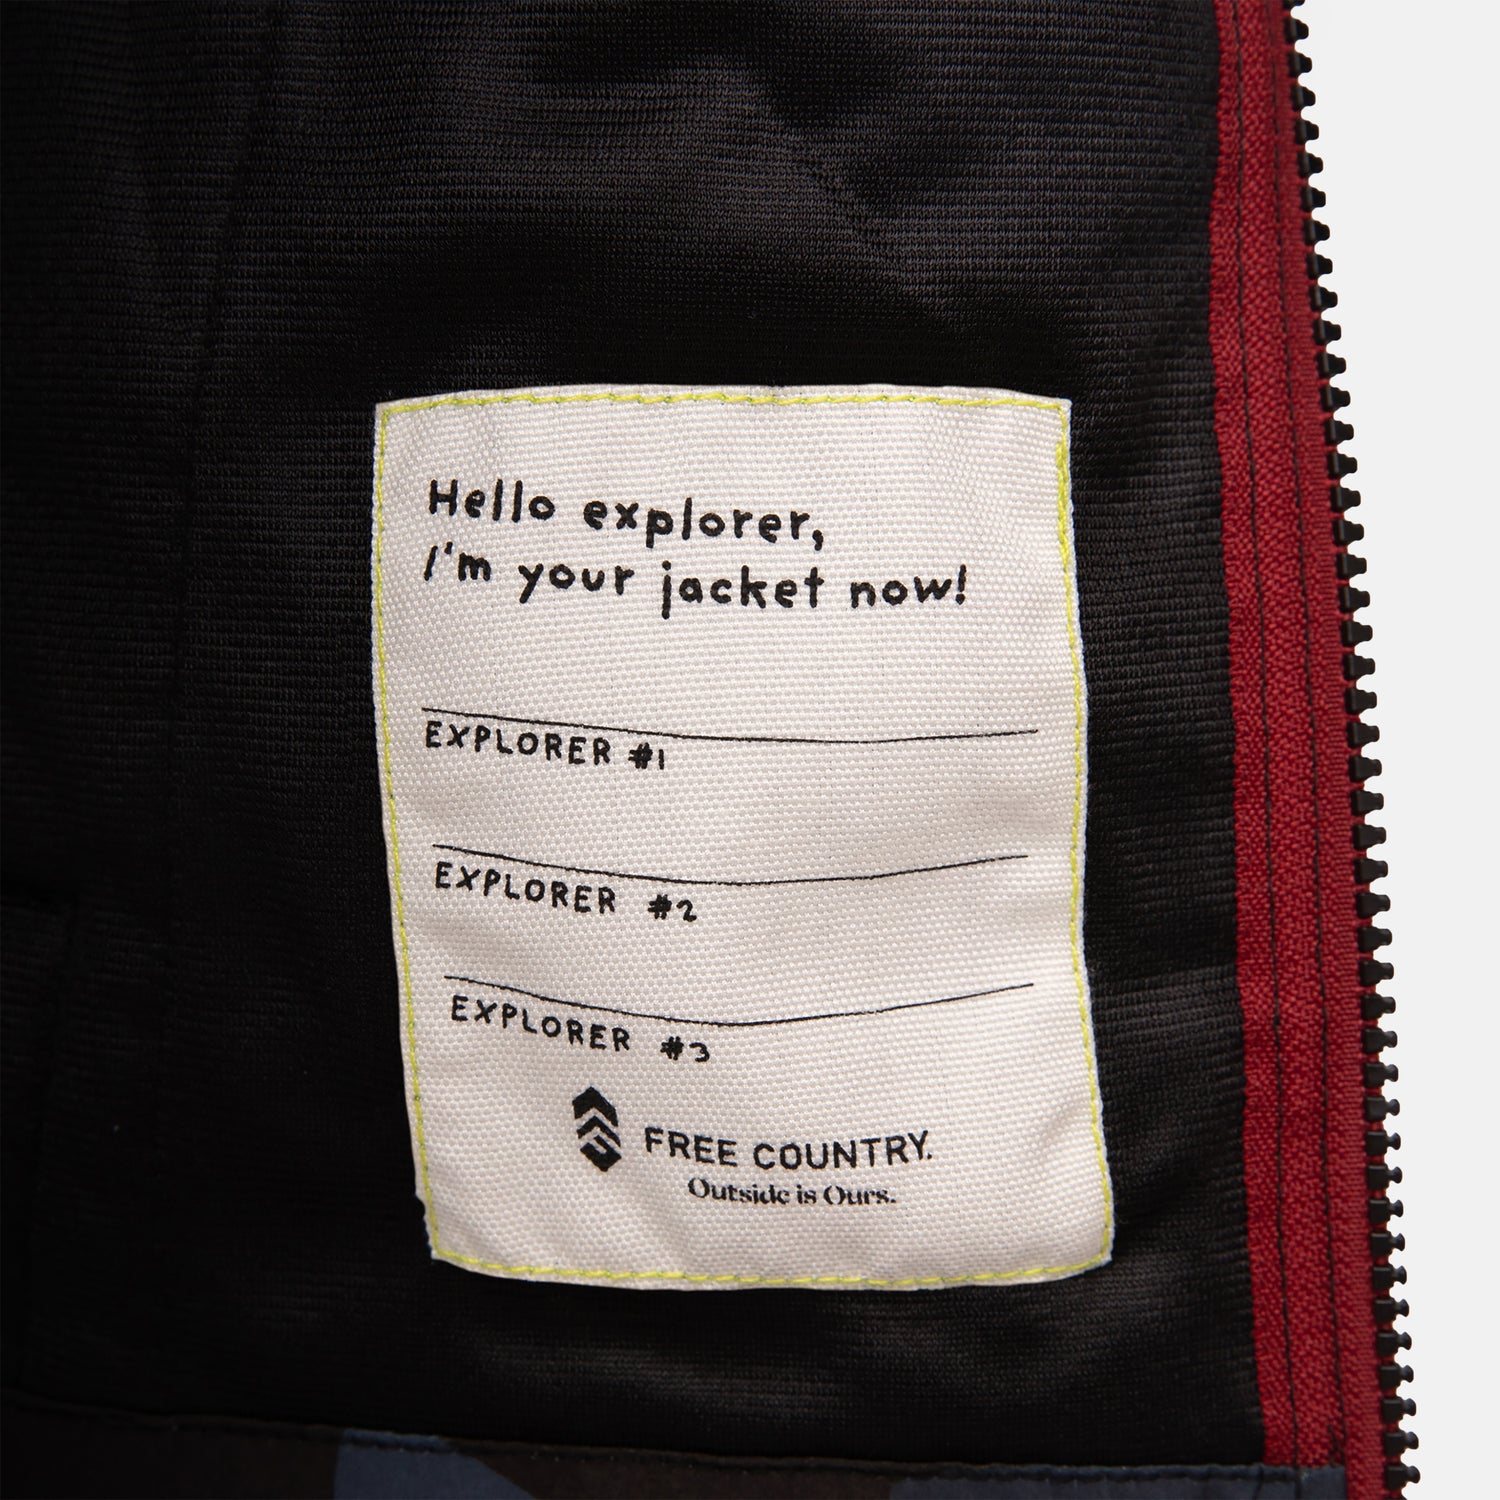 Hello explorer,
I'm your jacket now!
EXPLORER #1
EXPLORER #2
EXPLORER #3
FREE COUNTRY.
Outside is Ours.